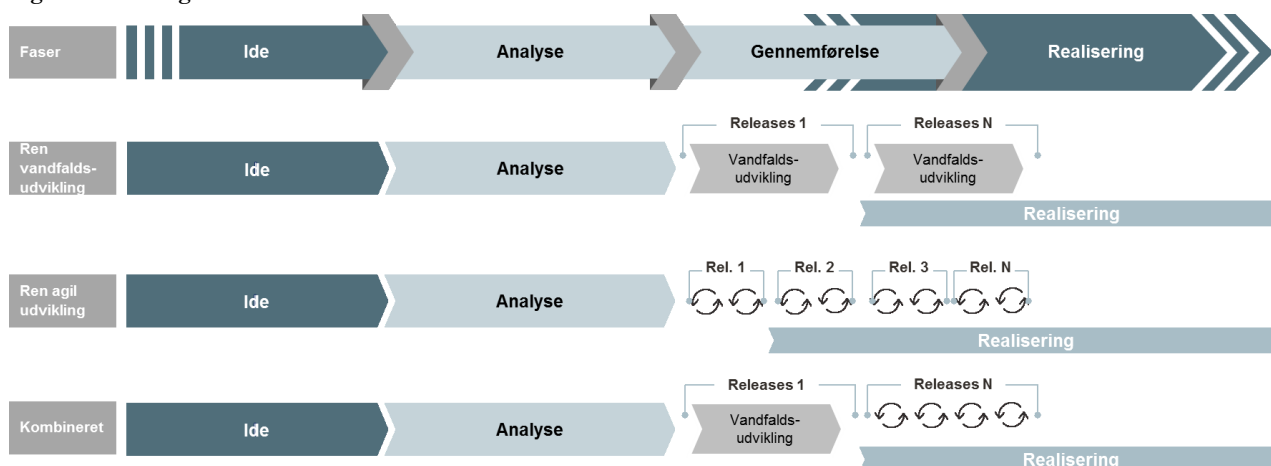 Faser
Ide
Analyse
Gennemførelse
Realisering
Ren
vandfalds-
udvikling
Ide
Analyse
Releases 1
Vandfalds-
udvikling
Releases N
Vandfalds-
udvikling
Realisering
Ren agil
udvikling
Ide
Analyse
Rel. 1
Rel. 2
Rel. 3
Rel. N
Realisering
Kombineret
Ide
Analyse
Releases 1
Vandfalds-
udvikling
Releases N
Realisering